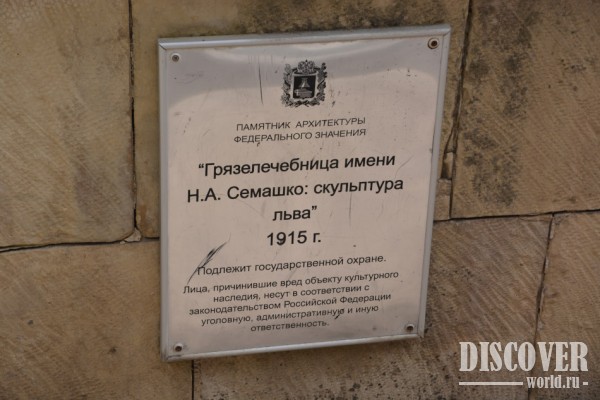 ПАМЯТНИК АРХИТЕКТУРЫ
ФЕДЕРАЛЬНОГО ЗНАЧЕНИЯ
“Грязелечебница имени
Н.А. Семашко: скульптура
льва”
1915 г.
Подлежит государственной охране.
Лица, причинившие вред объекту культурного
наследия, несут в соответствии с
законодательством Российской Федерации
уголовную, административную и иную
ответственность.
DISCOVER
world.ru